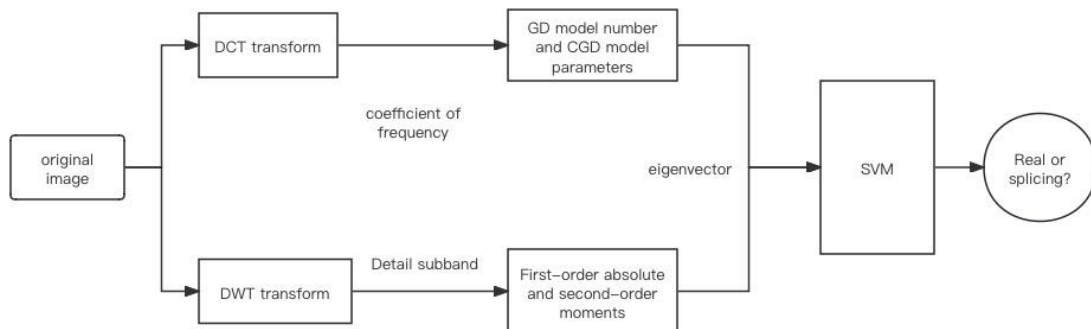 DCT transform
GD model number
and CGD model
parameters
coefficient of
frequency
original
image
eigenvector
SVM
Real or
splicing?
DWT transform
Detail subband
First-order absolute
and second-order
moments